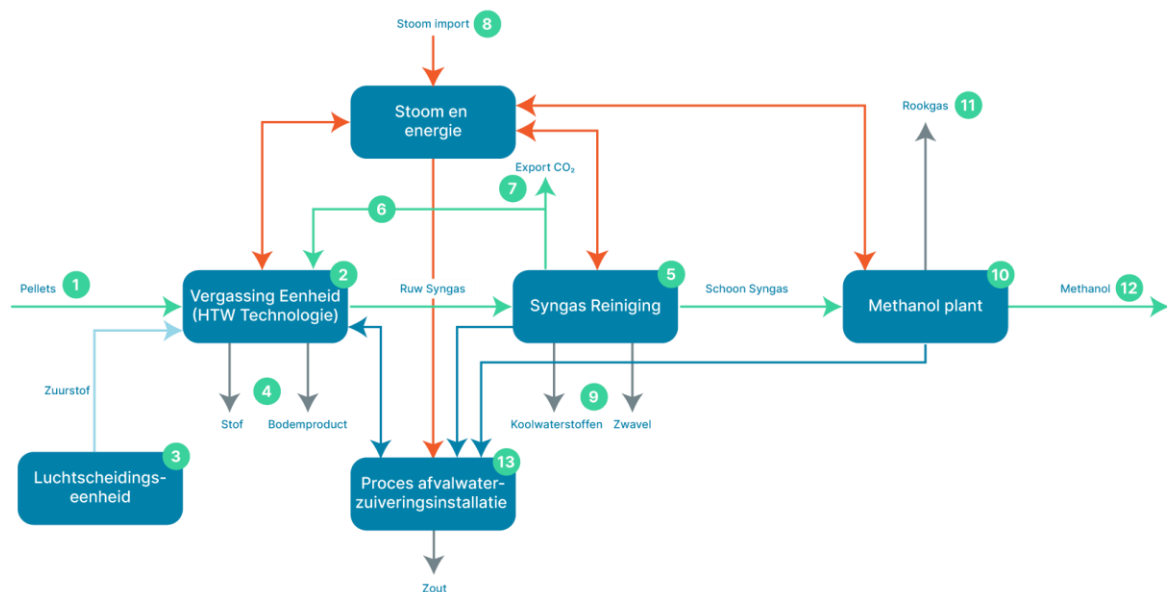 Stoom import 8
Stoom en
energie
Rookgas 11
Export CO₂
7
6
Pellets 1
2
Vergassing Eenheid
(HTW Technologie)
Ruw Syngas
5
Syngas Reiniging
Schoon Syngas
10
Methanol plant
Methanol 12
Zuurstof
4
Stof
Bodemproduct
9
Koolwaterstoffen
Zwavel
3
Luchtscheidings-
eenheid
13
Proces afvalwater-
zuiveringsinstallatie
Zout